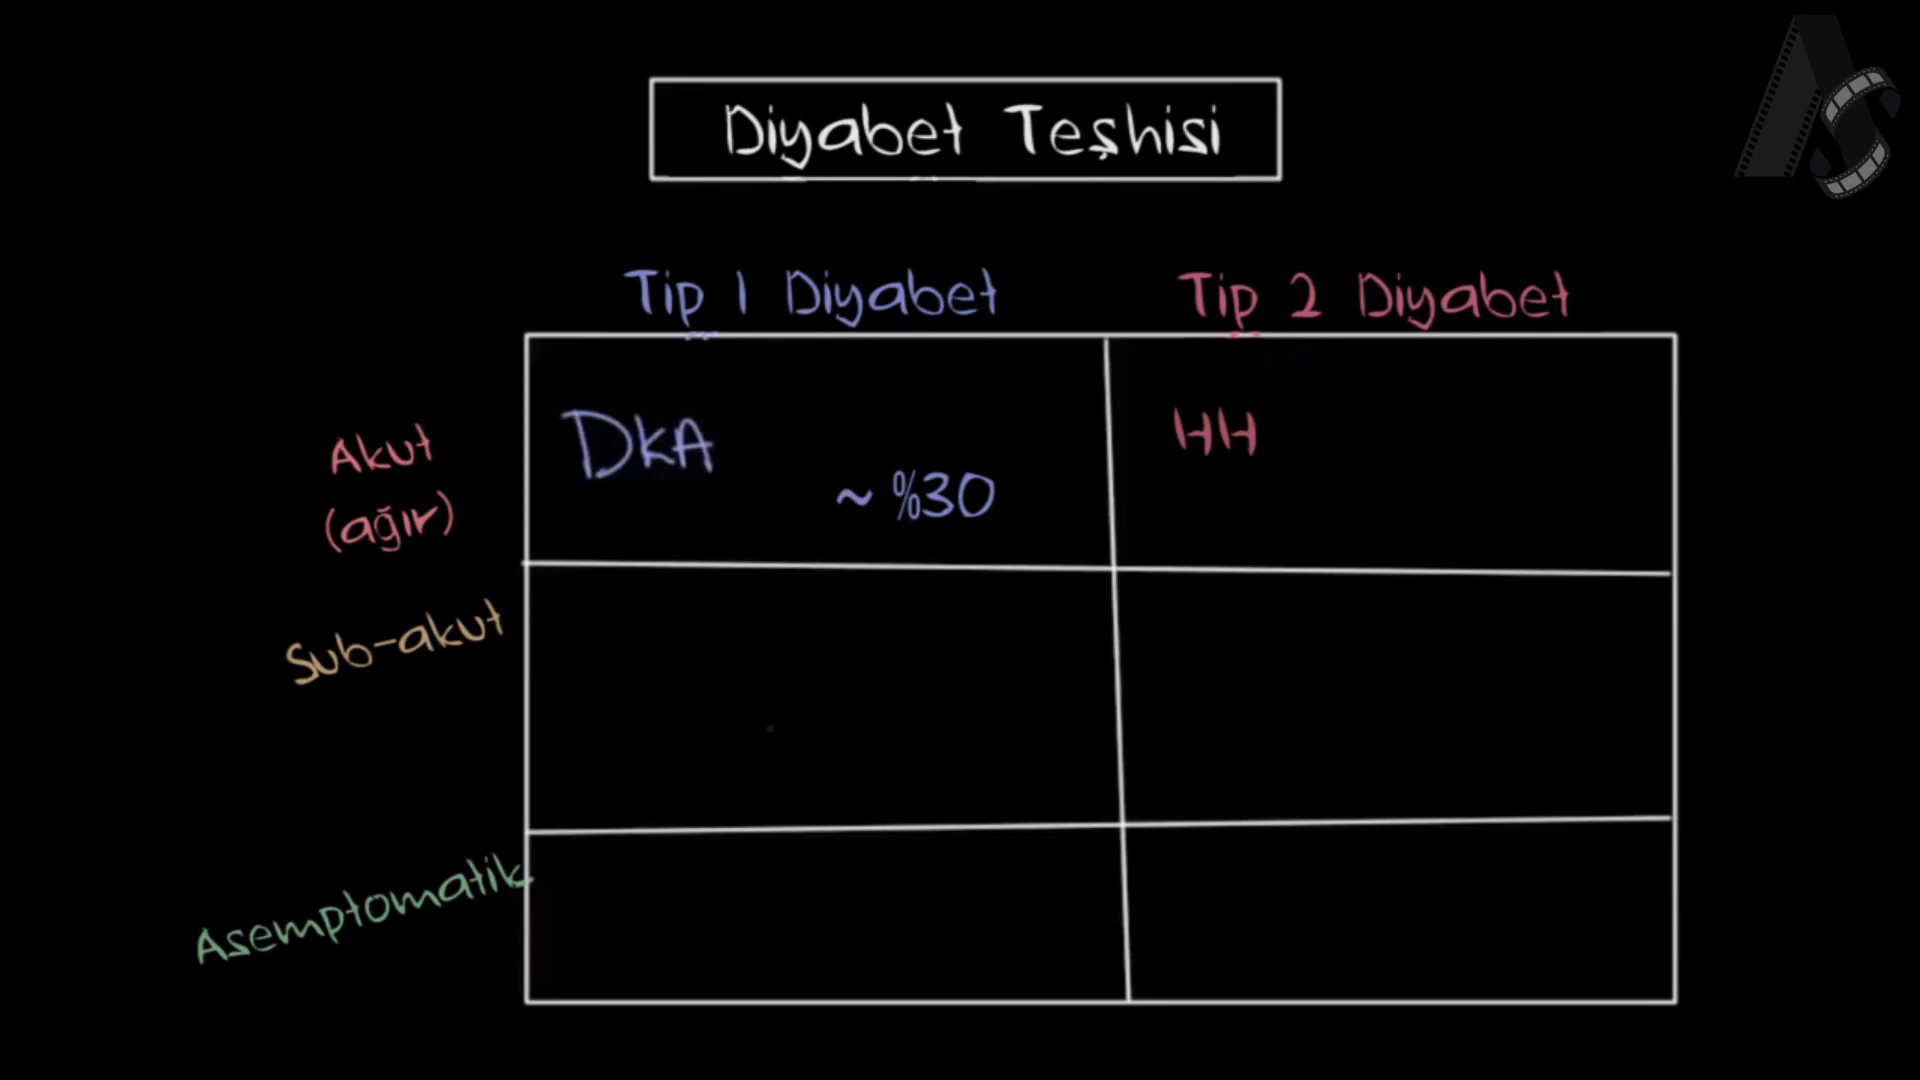 Diyabet Teşhisi
Tip 1 Diyabet
Tip 2 Diyabet
Akut
(ağır)
DKA
~ %30
HH
Sub-akut
Asemptomatik